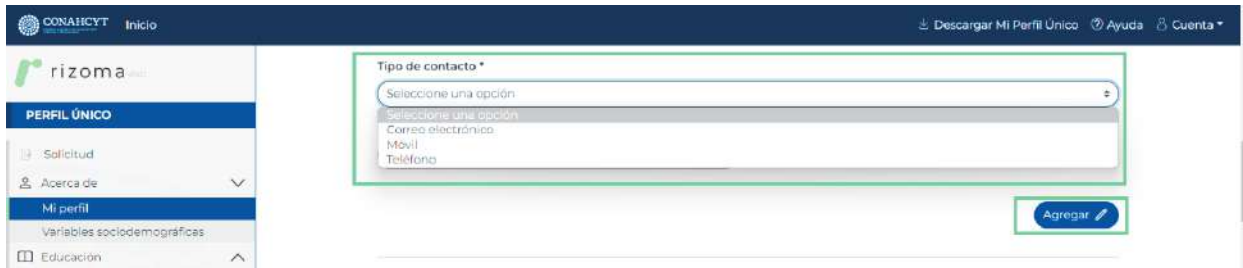 CONAHCYT Inicio Descargar Mi Perfil Único Ayuda Cuenta
rizoma
PERFIL ÚNICO
Solicitud
Acerca de
Mi perfil
Variables sociodemográficas
Educación
Tipo de contacto *
Seleccione una opción
Seleccione una opción
Correo electrónico
Móvil
Teléfono
Agregar